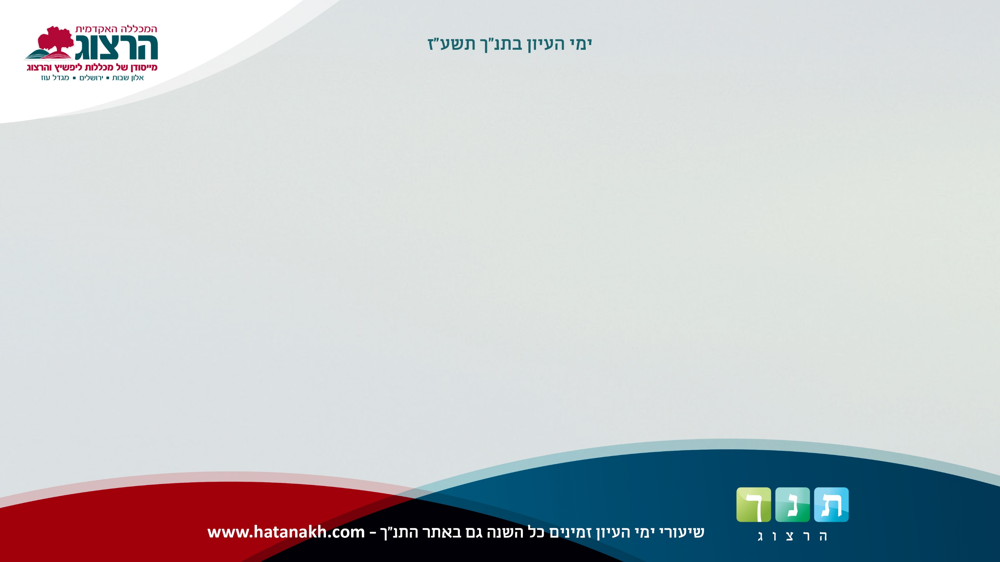 המכללה האקדמית
הרצוג
מייסודן של מכללות ליפשיץ והרצוג
אלון שבות ▪ ירושלים ▪ מגדל עוז
ימי העיון בתנ"ך תשע"ז
תנך
הרצוג
שיעורי ימי העיון זמינים כל השנה גם באתר התנ"ך – www.hatanakh.com